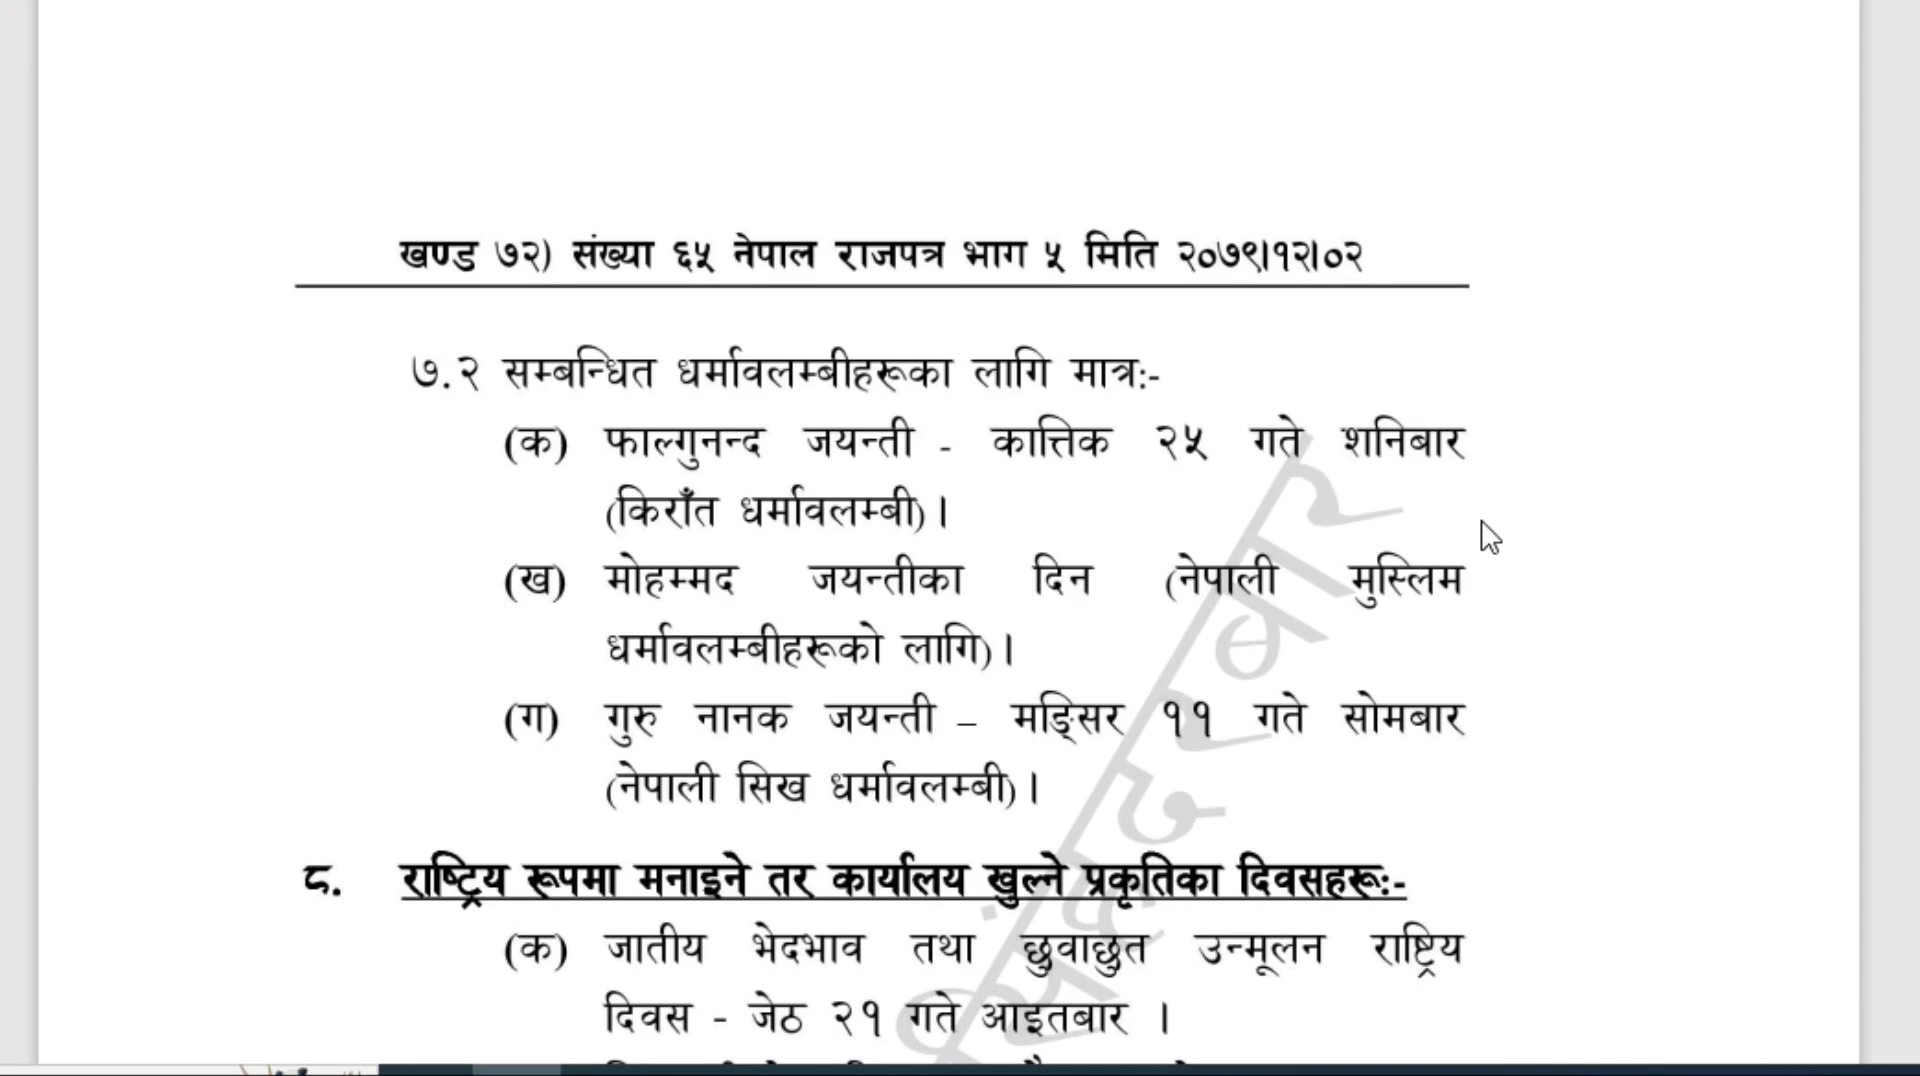 खण्ड ७२) संख्या ६५ नेपाल राजपत्र भाग ५ मिति २०७९।१२।०२
७.२ सम्बन्धित धर्मावलम्बीहरूका लागि मात्र:-
(क) फाल्गुनन्द जयन्ती - कात्तिक २५ गते शनिबार
(किराँत धर्मावलम्बी)।
(ख) मोहम्मद जयन्तीका दिन (नेपाली मुस्लिम
धर्मावलम्बीहरूको लागि)।
(ग) गुरु नानक जयन्ती – मङ्सिर ११ गते सोमबार
(नेपाली सिख धर्मावलम्बी)।
८. राष्ट्रिय रूपमा मनाइने तर कार्यालय खुल्ने प्रकृतिका दिवसहरू:-
(क) जातीय भेदभाव तथा छुवाछुत उन्मूलन राष्ट्रिय
दिवस - जेठ २१ गते आइतबार ।